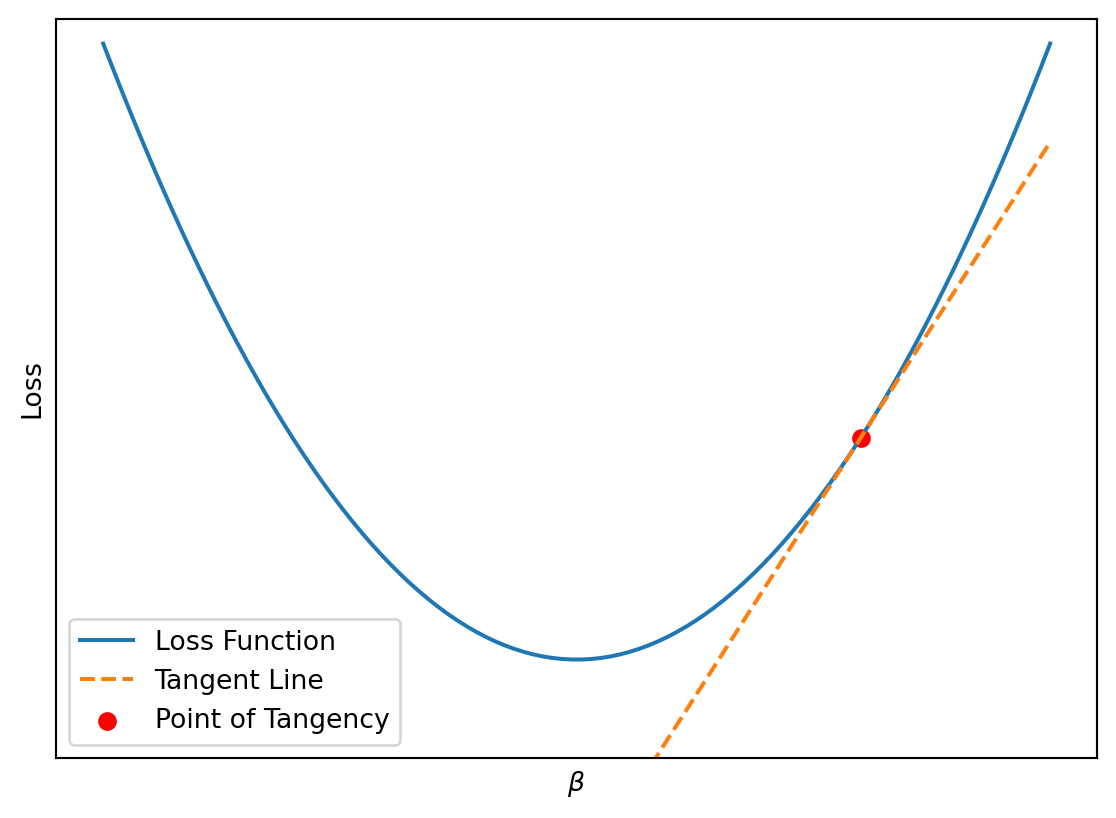 Loss
Loss Function
Tangent Line
Point of Tangency
β